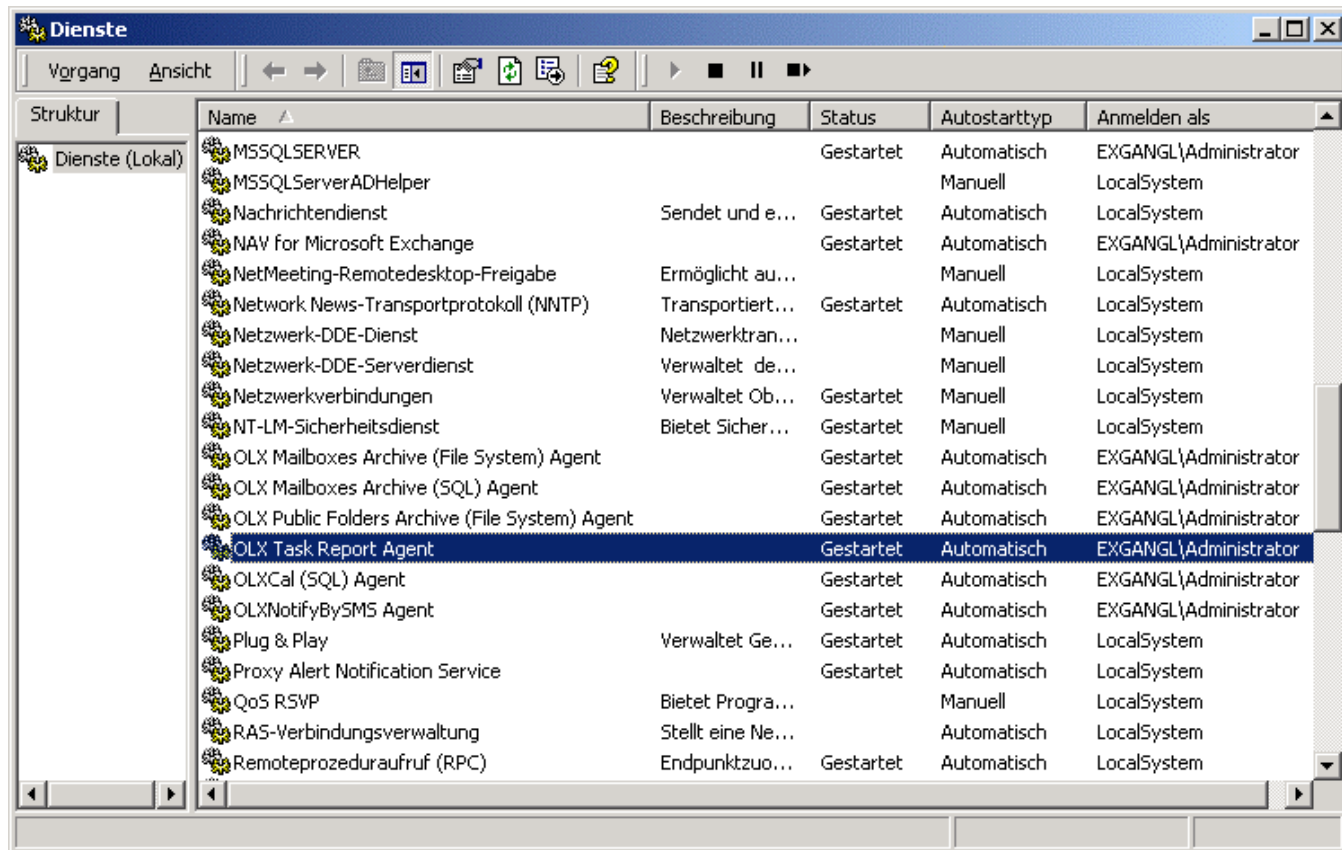 Dienste
Vorgang Ansicht
Struktur
Name Beschreibung Status Autostarttyp Anmelden als
Dienste (Lokal)
MSSQLSERVER Gestartet Automatisch EXGANGL\Administrator
MSSQLServerADHelper Manuell LocalSystem
Nachrichtendienst Sendet und e... Gestartet Automatisch LocalSystem
NAV for Microsoft Exchange Gestartet Automatisch EXGANGL\Administrator
NetMeeting-Remotedesktop-Freigabe Ermöglicht au... Manuell LocalSystem
Network News-Transportprotokoll (NNTP) Transportiert... Gestartet Automatisch LocalSystem
Netzwerk-DDE-Dienst Netzwerktran... Manuell LocalSystem
Netzwerk-DDE-Serverdienst Verwaltet de... Manuell LocalSystem
Netzwerkverbindungen Verwaltet Ob... Gestartet Manuell LocalSystem
NT-LM-Sicherheitsdienst Bietet Sicher... Gestartet Manuell LocalSystem
OLX Mailboxes Archive (File System) Agent Gestartet Automatisch EXGANGL\Administrator
OLX Mailboxes Archive (SQL) Agent Gestartet Automatisch EXGANGL\Administrator
OLX Public Folders Archive (File System) Agent Gestartet Automatisch EXGANGL\Administrator
OLX Task Report Agent Gestartet Automatisch EXGANGL\Administrator
OLXCal (SQL) Agent Gestartet Automatisch EXGANGL\Administrator
OLXNotifyBySMS Agent Gestartet Automatisch EXGANGL\Administrator
Plug & Play Verwaltet Ge... Gestartet Automatisch LocalSystem
Proxy Alert Notification Service Gestartet Automatisch LocalSystem
QoS RSVP Bietet Progra... Manuell LocalSystem
RAS-Verbindungsverwaltung Stellt eine Ne... Automatisch LocalSystem
Remoteprozeduraufruf (RPC) Endpunktzuo... Gestartet Automatisch LocalSystem